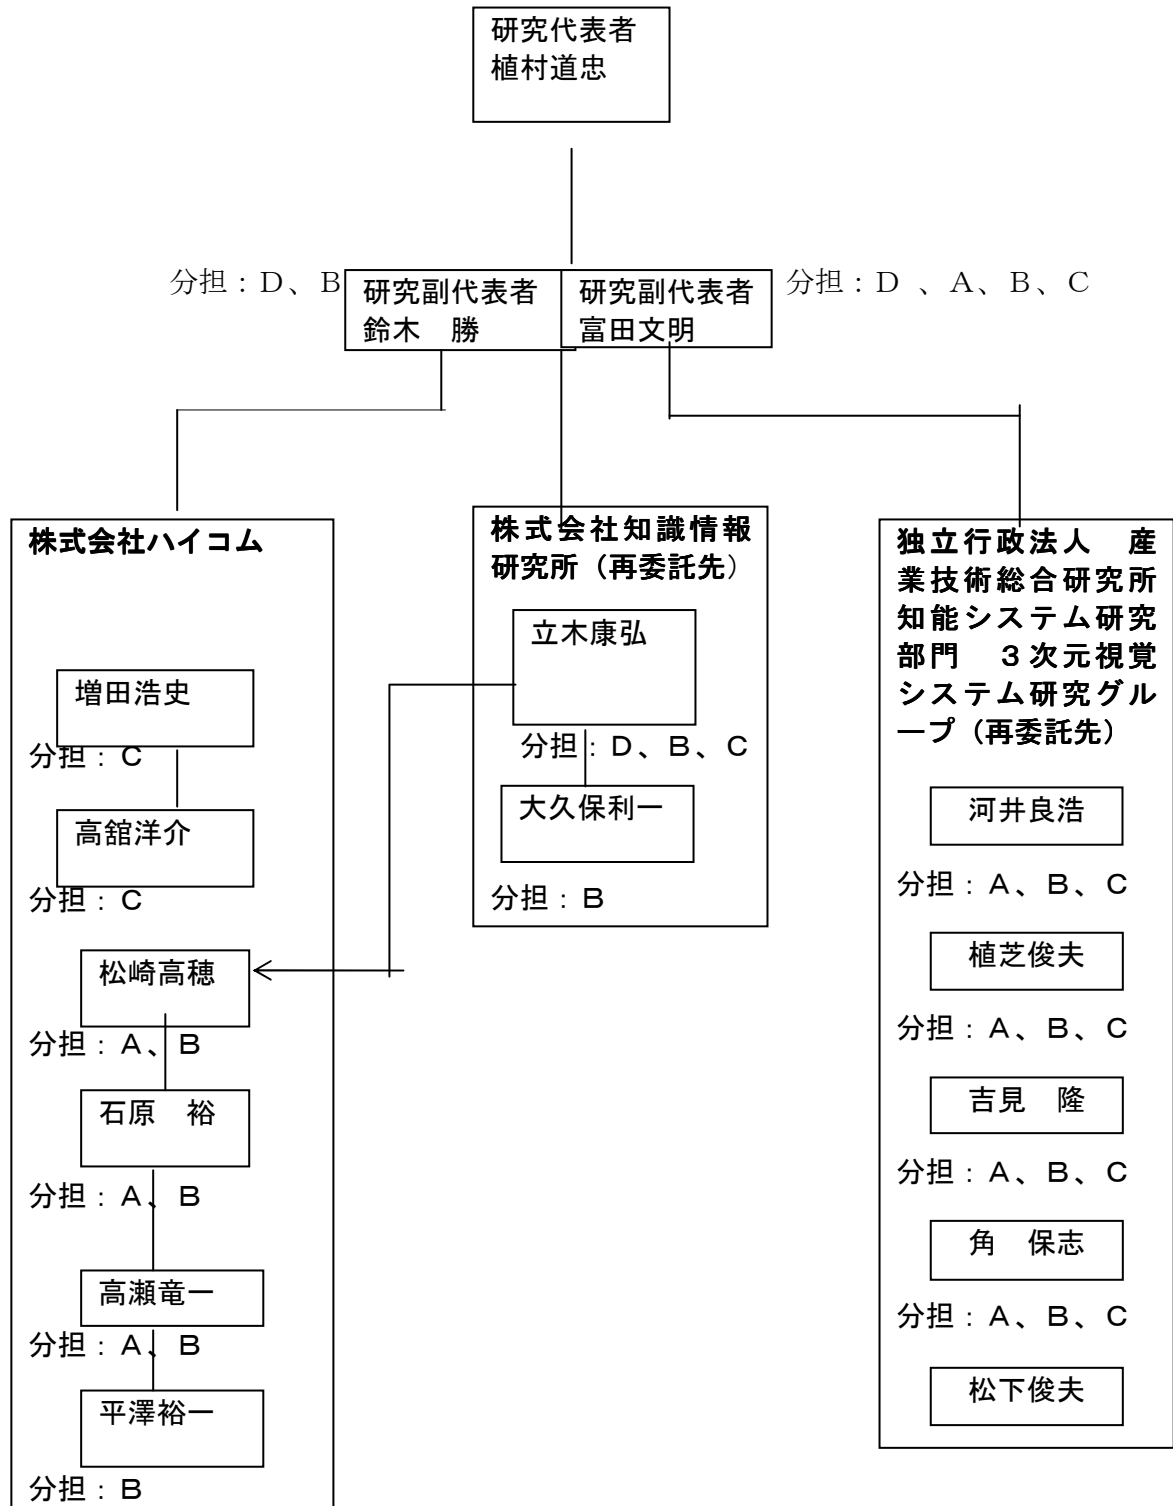 研究代表者
植村道忠
分担：Ｄ、Ｂ
研究副代表者
鈴木　勝
研究副代表者
富田文明
分担：Ｄ 、Ａ、Ｂ、Ｃ
株式会社ハイコム
増田浩史
分担：Ｃ
高舘洋介
分担：Ｃ
松崎高穂
分担：Ａ、Ｂ
石原　裕
分担：Ａ、Ｂ
高瀬竜一
分担：Ａ、Ｂ
平澤裕一
分担：Ｂ
株式会社知識情報
研究所（再委託先）
立木康弘
分担：Ｄ、Ｂ、Ｃ
大久保利一
分担：Ｂ
独立行政法人　産
業技術総合研究所
知能システム研究
部門　３次元視覚
システム研究グル
ープ（再委託先）
河井良浩
分担：Ａ、Ｂ、Ｃ
植芝俊夫
分担：Ａ、Ｂ、Ｃ
吉見　隆
分担：Ａ、Ｂ、Ｃ
角　保志
分担：Ａ、Ｂ、Ｃ
松下俊夫